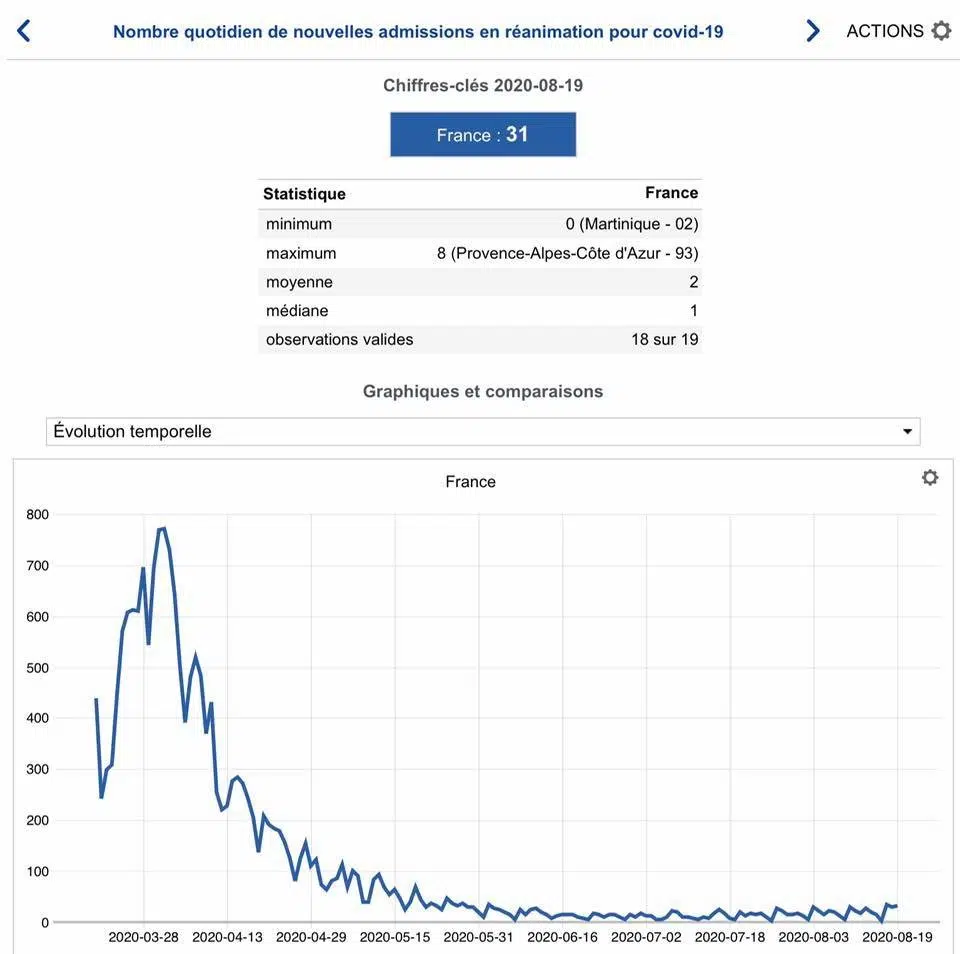 Nombre quotidien de nouvelles admissions en réanimation pour covid-19 ACTIONS
Chiffres-clés 2020-08-19
France : 31
Statistique France
minimum 0 (Martinique - 02)
maximum 8 (Provence-Alpes-Côte d'Azur - 93)
moyenne 2
médiane 1
observations valides 18 sur 19
Graphiques et comparaisons
Évolution temporelle
France
800
700
600
500
400
300
200
100
0
2020-03-28 2020-04-13 2020-04-29 2020-05-15 2020-05-31 2020-06-16 2020-07-02 2020-07-18 2020-08-03 2020-08-19